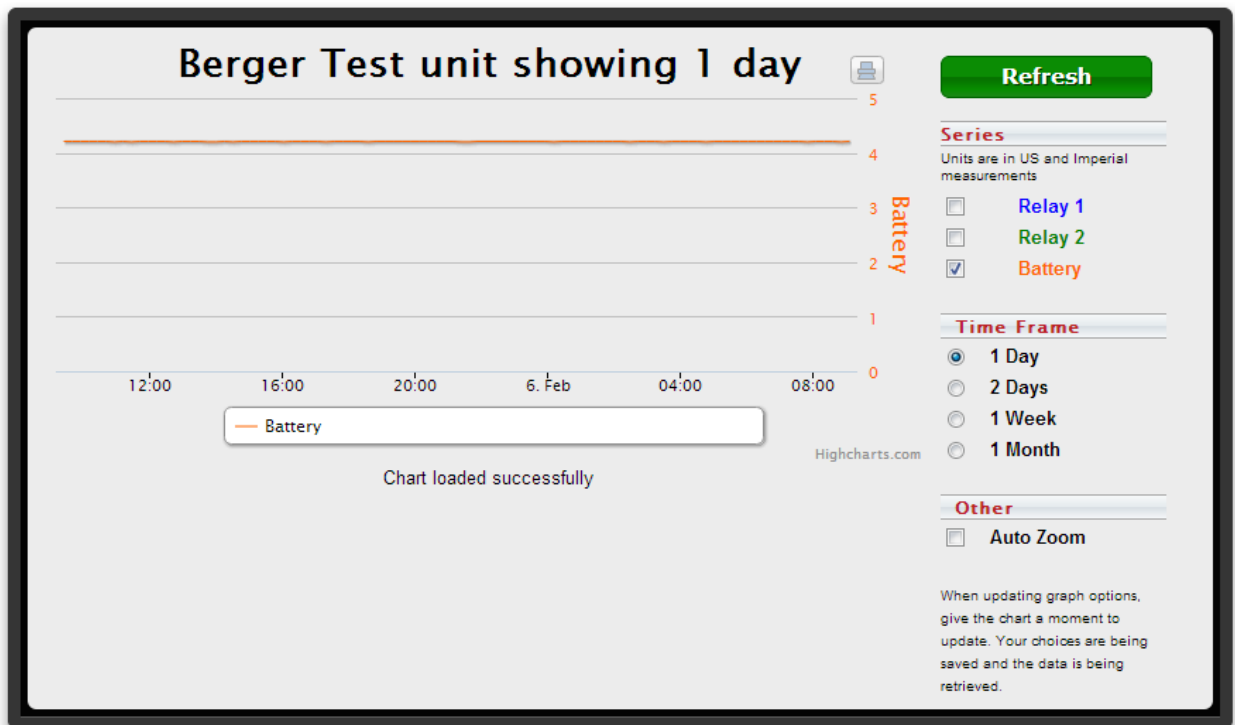 Berger Test unit showing 1 day
5
4
3
2
1
0
Battery
12:00 16:00 20:00 6. Feb 04:00 08:00
Battery
Highcharts.com
Chart loaded successfully
Refresh
Series
Units are in US and Imperial
measurements
Relay 1
Relay 2
Battery
Time Frame
1 Day
2 Days
1 Week
1 Month
Other
Auto Zoom
When updating graph options,
give the chart a moment to
update. Your choices are being
saved and the data is being
retrieved.